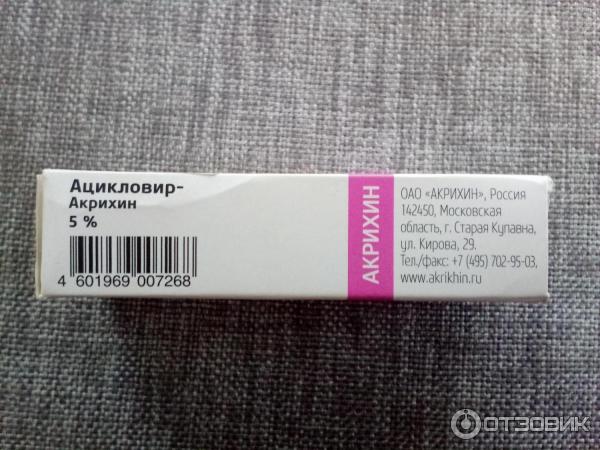 Ацикловир-
Акрихин
5 %
4 601969 007268
АКРИХИН
ОАО «АКРИХИН», Россия
142450, Московская
область, г. Старая Купавна,
ул. Кирова, 29.
Тел./факс: +7 (495) 702-95-03,
www.akrikhin.ru
ОТЗОВИК